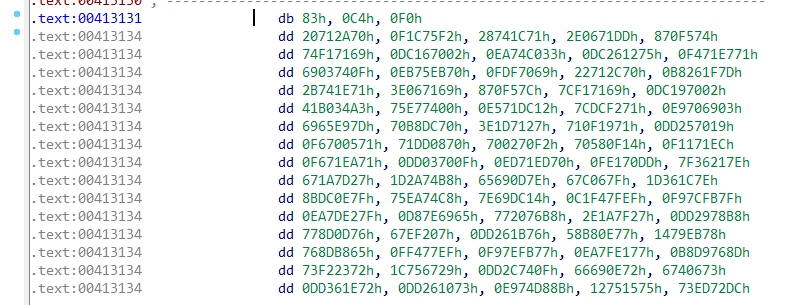 .text:00413130 ; ---------------------------------------------------------------------------
.text:00413131 db 83h, 0C4h, 0F0h
.text:00413134 dd 20712A70h, 0F1C75F2h, 28741C71h, 2E0671DDh, 870F574h
.text:00413134 dd 74F17169h, 0DC167002h, 0EA74C033h, 0DC261275h, 0F471E771h
.text:00413134 dd 6903740Fh, 0EB75EB70h, 0FDF7069h, 22712C70h, 0B8261F7Dh
.text:00413134 dd 2B741E71h, 3E067169h, 870F57Ch, 7CF17169h, 0DC197002h
.text:00413134 dd 41B034A3h, 75E77400h, 0E571DC12h, 7CDCF271h, 0E9706903h
.text:00413134 dd 6965E97Dh, 70B8DC70h, 3E1D7127h, 710F1971h, 0DD257019h
.text:00413134 dd 0F6700571h, 71DD0870h, 700270F2h, 70580F14h, 0F1171ECh
.text:00413134 dd 0F671EA71h, 0DD03700Fh, 0ED71ED70h, 0FE170DDh, 7F36217Eh
.text:00413134 dd 671A7D27h, 1D2A74B8h, 65690D7Eh, 67C067Fh, 1D361C7Eh
.text:00413134 dd 8BDC0E7Fh, 75EA74C8h, 7E69DC14h, 0C1F47EFh, 0F97CFB7Fh
.text:00413134 dd 0EA7DE27Fh, 0D87E6965h, 772076B8h, 2E1A7F27h, 0DD2978B8h
.text:00413134 dd 778D0D76h, 67EF207h, 0DD261B76h, 58B80E77h, 1479EB78h
.text:00413134 dd 768DB865h, 0FF477EFh, 0F97EFB77h, 0EA7FE177h, 0B8D9768Dh
.text:00413134 dd 73F22372h, 1C756729h, 0DD2C740Fh, 66690E72h, 6740673h
.text:00413134 dd 0DD361E72h, 0DD261073h, 0E974D88Bh, 12751575h, 73ED72DCh